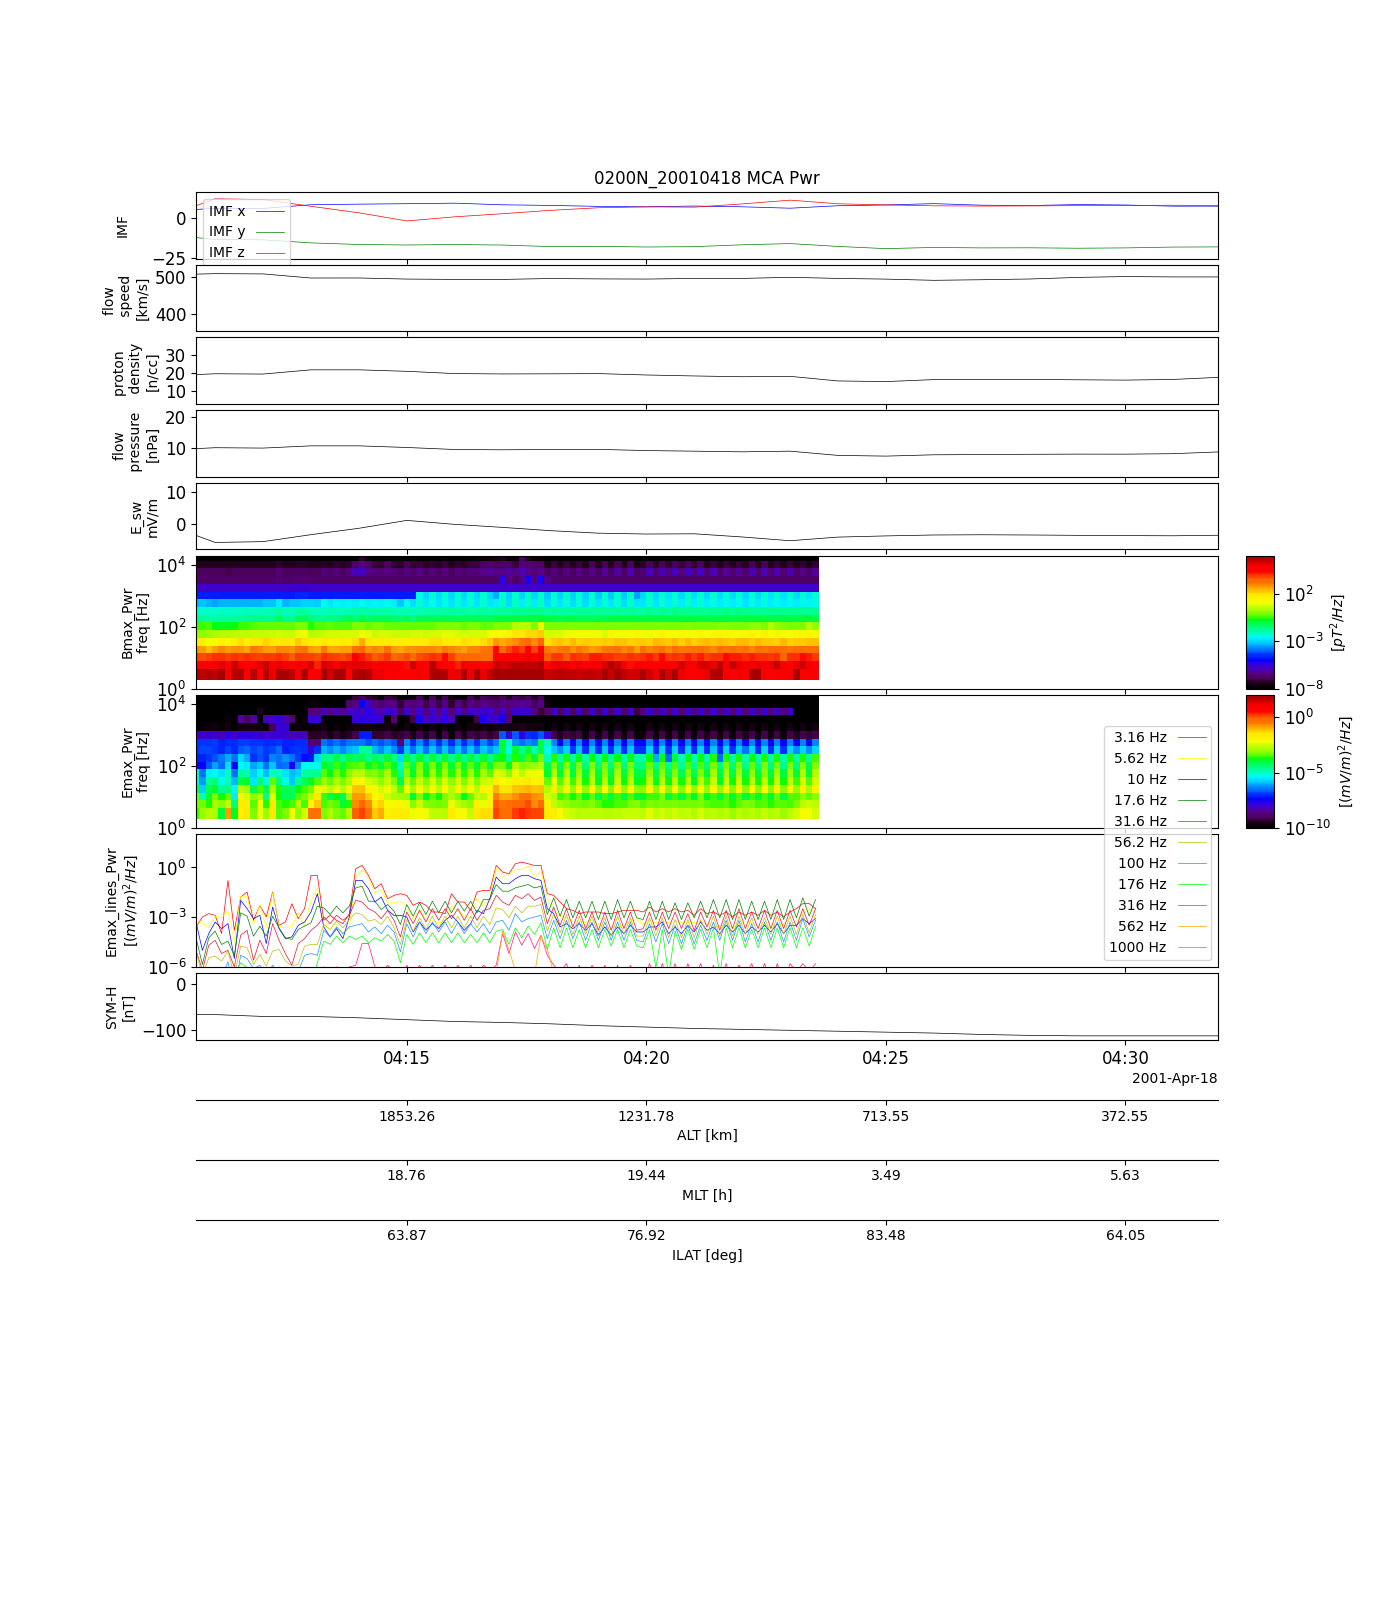 0200N_20010418 MCA Pwr
IMF
0
−25
IMF x
IMF y
IMF z
flow
speed
[km/s]
500
400
proton
density
[n/cc]
30
20
10
flow
pressure
[nPa]
20
10
E_sw
mV/m
10
0
Bmax_Pwr
freq [Hz]
10^4
10^2
10^0
10^2
10^−3
10^−8
[pT^2/Hz]
Emax_Pwr
freq [Hz]
10^4
10^2
10^0
10^0
10^−5
10^−10
[(mV/m)^2/Hz]
3.16 Hz
5.62 Hz
10 Hz
17.6 Hz
31.6 Hz
56.2 Hz
100 Hz
176 Hz
316 Hz
562 Hz
1000 Hz
Emax_lines_Pwr
[(mV/m)^2/Hz]
10^0
10^−3
10^−6
SYM-H
[nT]
0
−100
04:15 04:20 04:25 04:30
2001-Apr-18
1853.26 1231.78 713.55 372.55
ALT [km]
18.76 19.44 3.49 5.63
MLT [h]
63.87 76.92 83.48 64.05
ILAT [deg]